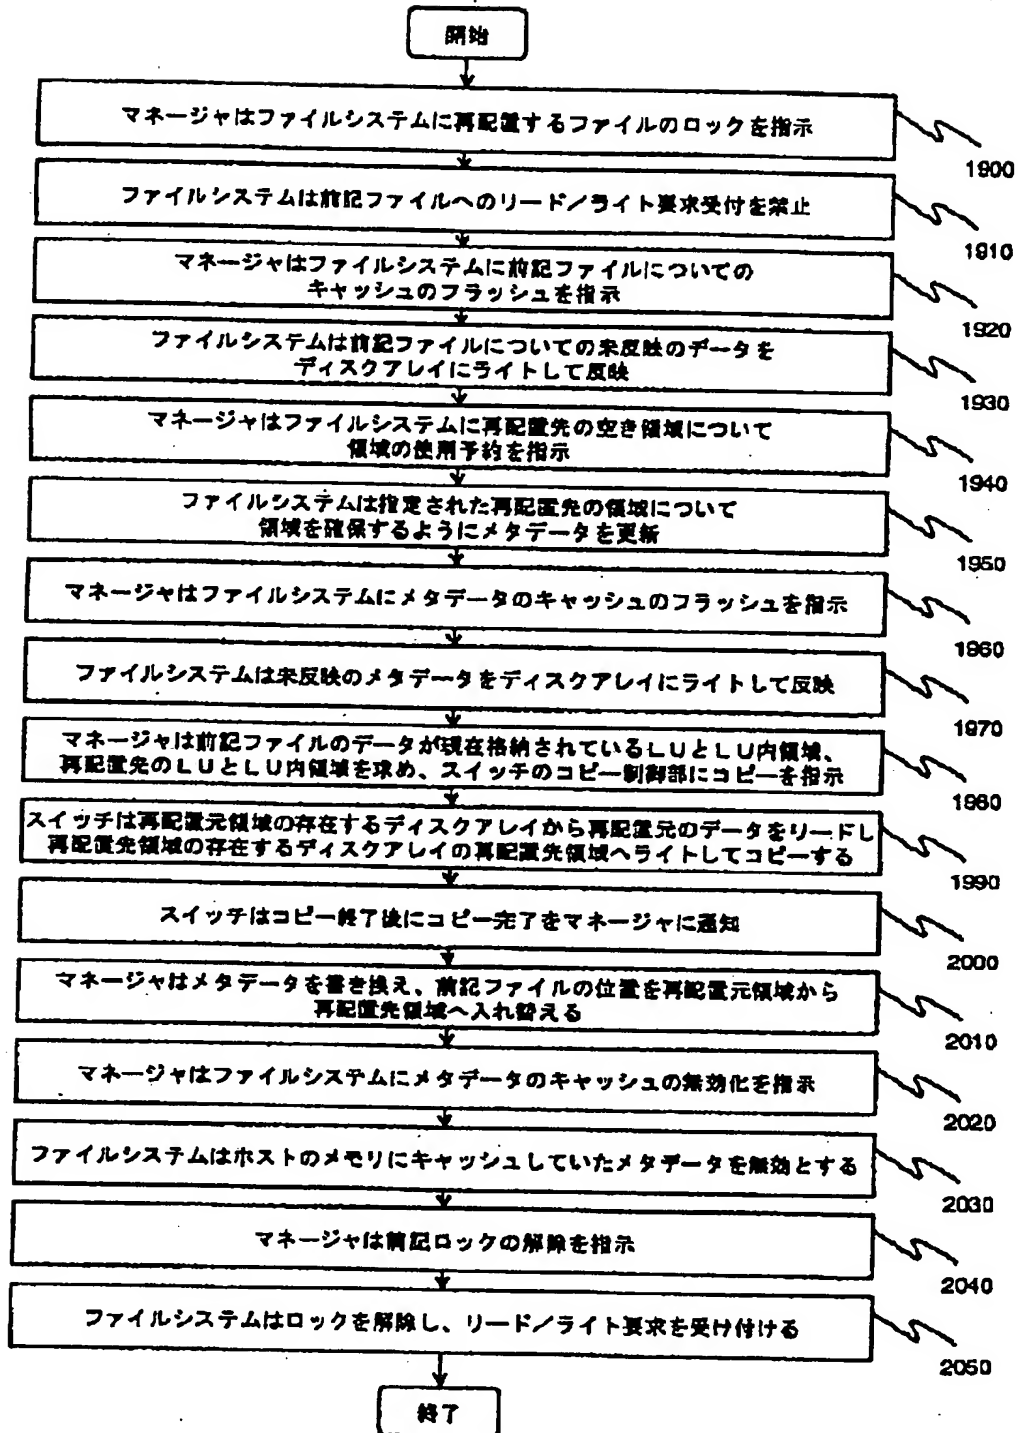 開始
マネージャはファイルシステムに再配置するファイルのロックを指示
1900
ファイルシステムは前記ファイルへのリード／ライト要求受付を禁止
1910
マネージャはファイルシステムに前記ファイルについての
キャッシュのフラッシュを指示
1920
ファイルシステムは前記ファイルについての未反映のデータを
ディスクアレイにライトして反映
1930
マネージャはファイルシステムに再配置先の空き領域について
領域の使用予約を指示
1940
ファイルシステムは指定された再配置先の領域について
領域を確保するようにメタデータを更新
1950
マネージャはファイルシステムにメタデータのキャッシュのフラッシュを指示
1960
ファイルシステムは未反映のメタデータをディスクアレイにライトして反映
1970
マネージャは前記ファイルのデータが現在格納されているＬＵとＬＵ内領域、
再配置先のＬＵとＬＵ内領域を求め、スイッチのコピー制御部にコピーを指示
1980
スイッチは再配置元領域の存在するディスクアレイから再配置元のデータをリードし
再配置先領域の存在するディスクアレイの再配置先領域へライトしてコピーする
1990
スイッチはコピー終了後にコピー完了をマネージャに通知
2000
マネージャはメタデータを書き換え、前記ファイルの位置を再配置元領域から
再配置先領域へ入れ替える
2010
マネージャはファイルシステムにメタデータのキャッシュの無効化を指示
2020
ファイルシステムはホストのメモリにキャッシュしていたメタデータを無効とする
2030
マネージャは前記ロックの解除を指示
2040
ファイルシステムはロックを解除し、リード／ライト要求を受け付ける
2050
終了